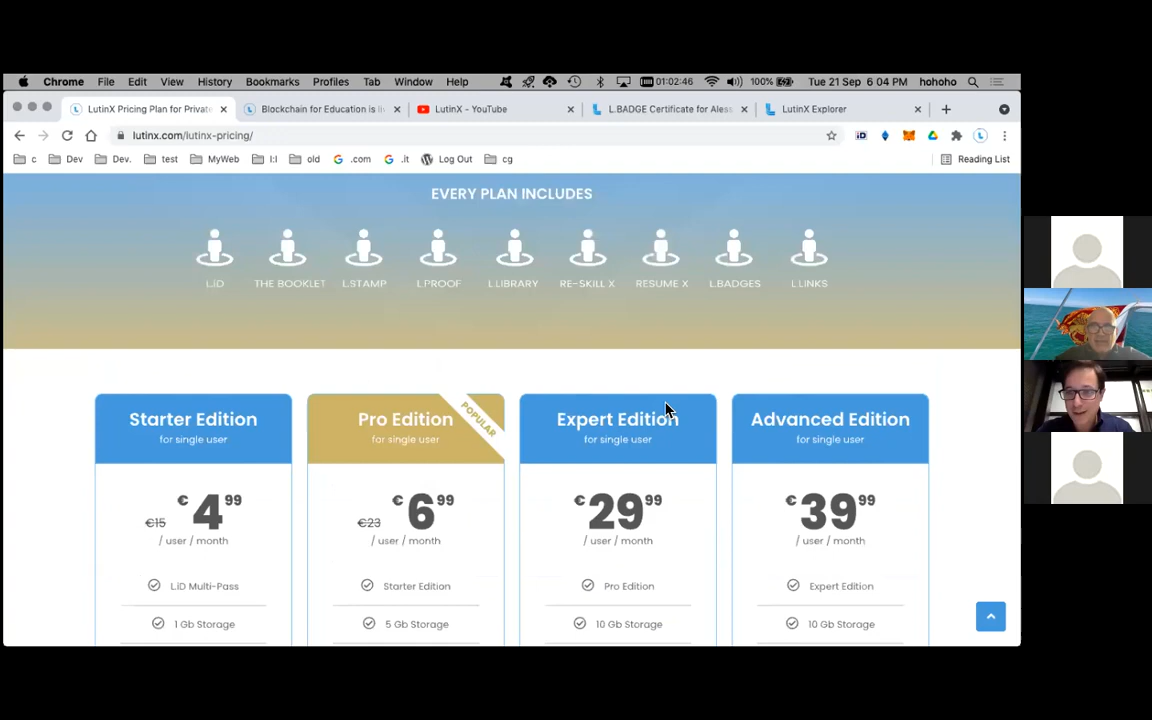 Chrome File Edit View History Bookmarks Profiles Tab Window Help 01:02:46 100% Tue 21 Sep 6:04 PM hohoho
LutinX Pricing Plan for Private Blockchain for Education is li LutinX - YouTube L.BADGE Certificate for Aless LutinX Explorer
lutinx.com/lutinx-pricing/
c Dev Dev. test MyWeb l:l old .com .it Log Out cg Reading List
EVERY PLAN INCLUDES
L.iD THE BOOKLET L.STAMP L.PROOF L.LIBRARY RE-SKILL X RESUME X L.BADGES L.LINKS
Starter Edition Pro Edition POPULAR Expert Edition Advanced Edition
for single user for single user for single user for single user
€15 €4 99 €23 €6 99 €29 99 €39 99
/ user / month / user / month / user / month / user / month
L.iD Multi-Pass Starter Edition Pro Edition Expert Edition
1 Gb Storage 5 Gb Storage 10 Gb Storage 10 Gb Storage